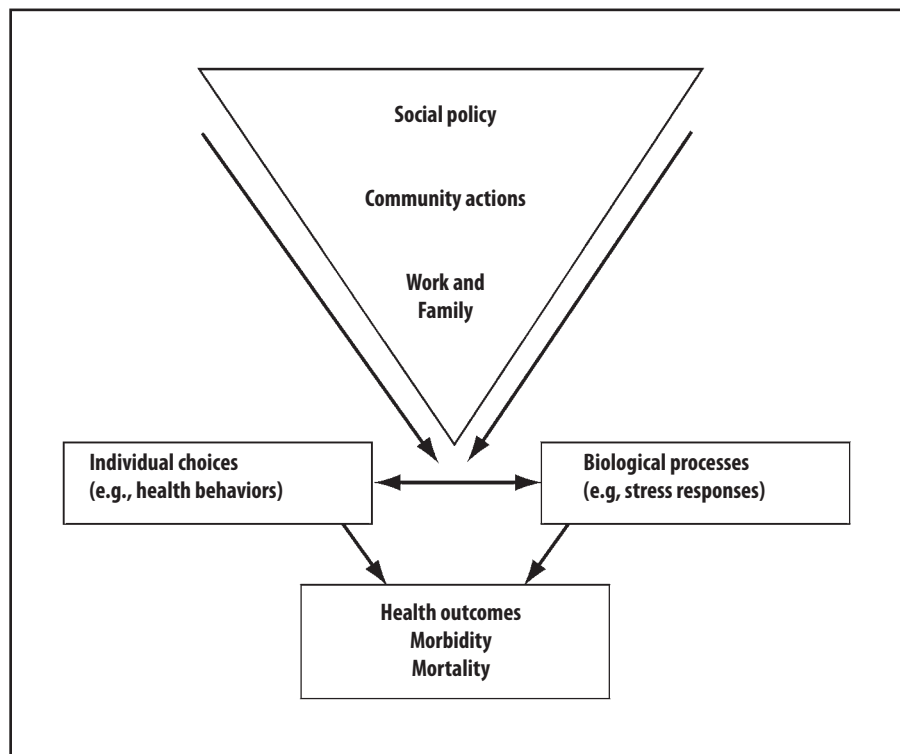 Social policy
Community actions
Work and
Family
Individual choices
(e.g., health behaviors)
Biological processes
(e.g, stress responses)
Health outcomes
Morbidity
Mortality